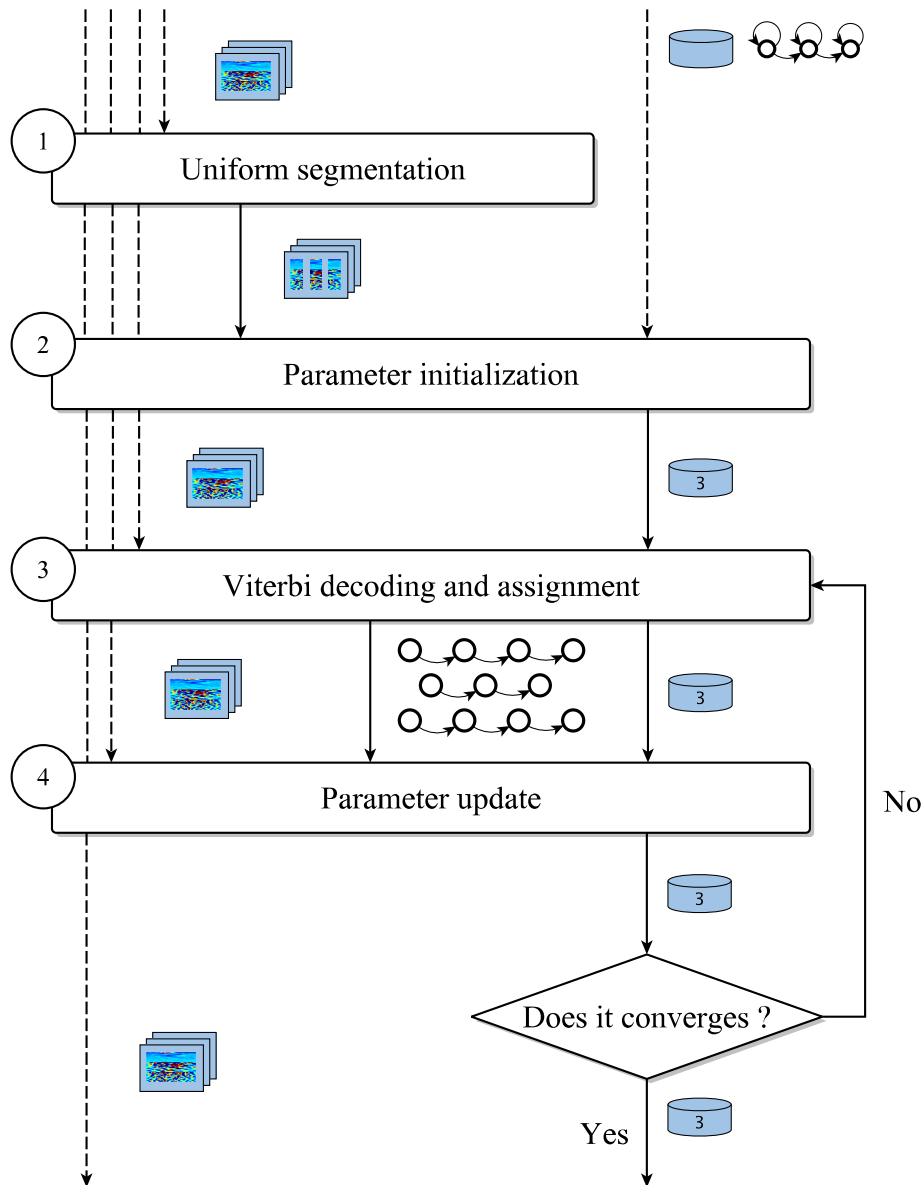 1
Uniform segmentation
2
Parameter initialization
3
3
Viterbi decoding and assignment
3
4
Parameter update
No
3
Does it converges ?
3
Yes